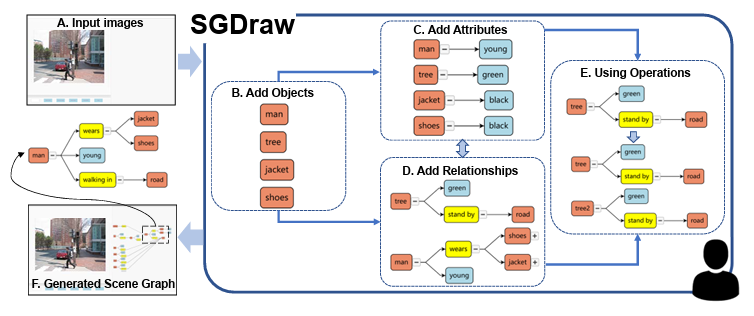 A. Input images
SGDraw
B. Add Objects
man
tree
jacket
shoes
C. Add Attributes
man
young
tree
green
jacket
black
shoes
black
D. Add Relationships
tree
green
stand by
road
man
wears
shoes
jacket
young
E. Using Operations
tree
green
stand by
road
tree
green
stand by
road
tree2
green
stand by
road
man
wears
jacket
shoes
young
walking in
road
F. Generated Scene Graph